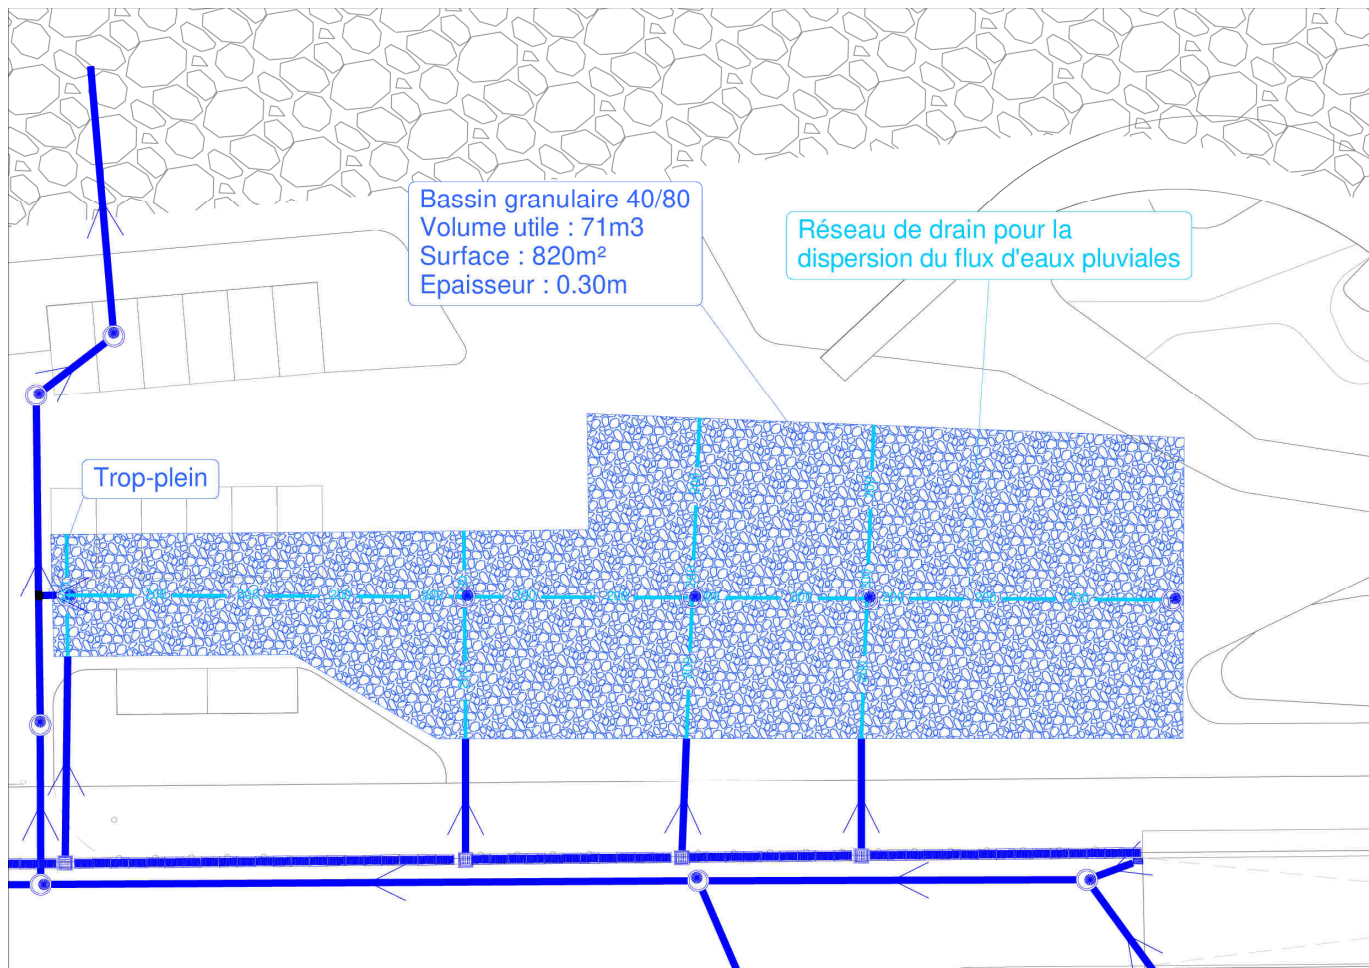 Bassin granulaire 40/80
Volume utile : 71m3
Surface : 820m²
Epaisseur : 0.30m
Réseau de drain pour la
dispersion du flux d'eaux pluviales
Trop-plein